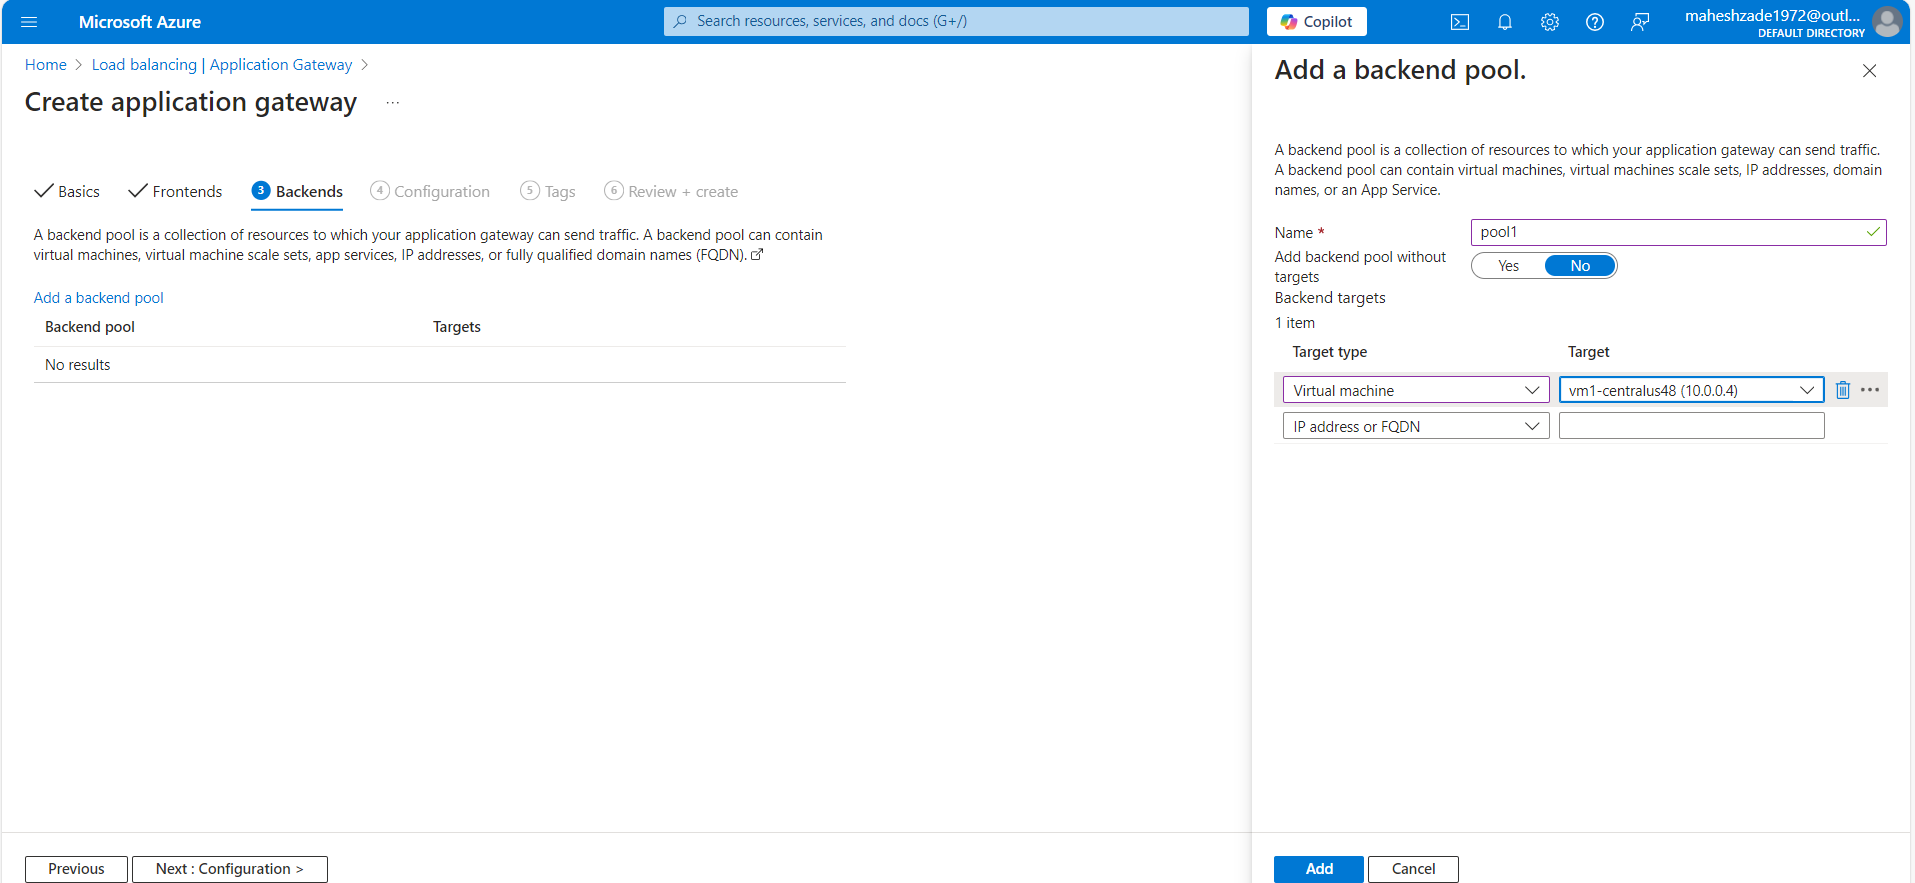 Microsoft Azure
Search resources, services, and docs (G+/)
Copilot
maheshzade1972@outl...
DEFAULT DIRECTORY
Home > Load balancing | Application Gateway >
Create application gateway ...
Basics
Frontends
3 Backends
4 Configuration
5 Tags
6 Review + create
A backend pool is a collection of resources to which your application gateway can send traffic. A backend pool can contain
virtual machines, virtual machine scale sets, app services, IP addresses, or fully qualified domain names (FQDN).
Add a backend pool
Backend pool Targets
No results
Previous
Next : Configuration >
Add a backend pool.
A backend pool is a collection of resources to which your application gateway can send traffic.
A backend pool can contain virtual machines, virtual machines scale sets, IP addresses, domain
names, or an App Service.
Name * pool1
Add backend pool without
targets
Yes No
Backend targets
1 item
Target type Target
Virtual machine vm1-centralus48 (10.0.0.4)
IP address or FQDN
Add
Cancel